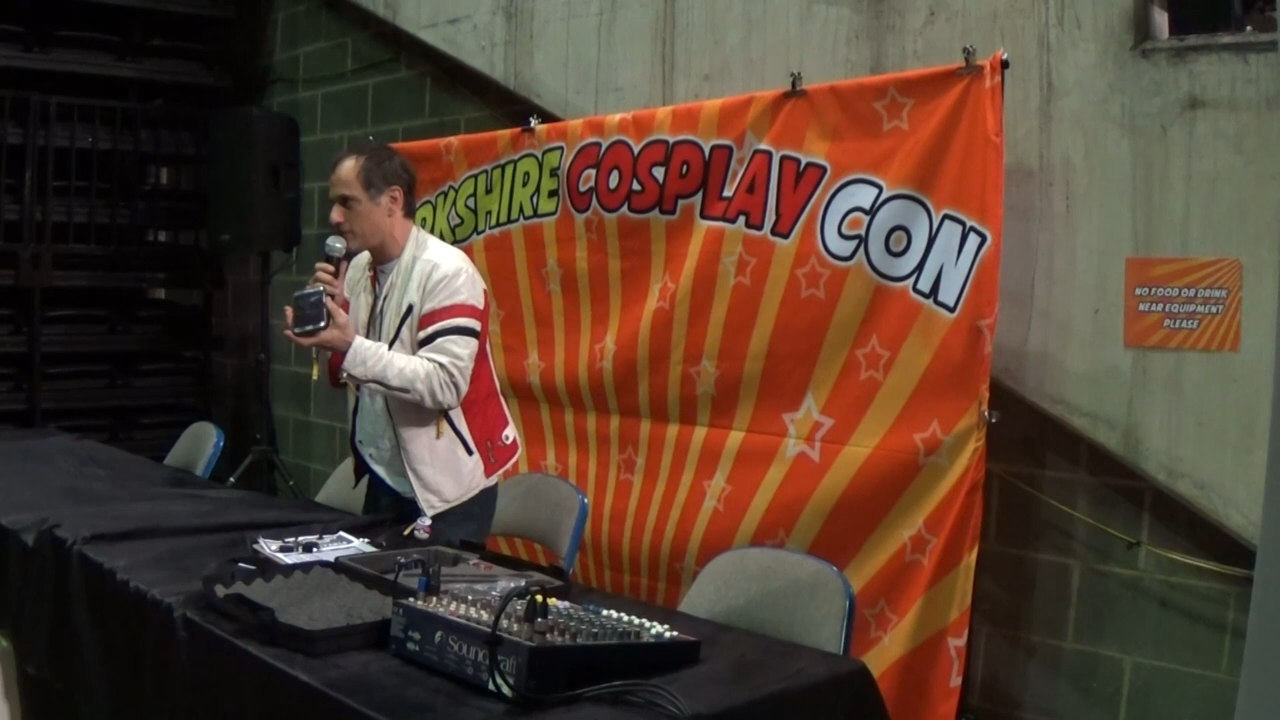 RKSHIRE COSPLAY CON
NO FOOD OR DRINK
NEAR EQUIPMENT
PLEASE
Soundcraft